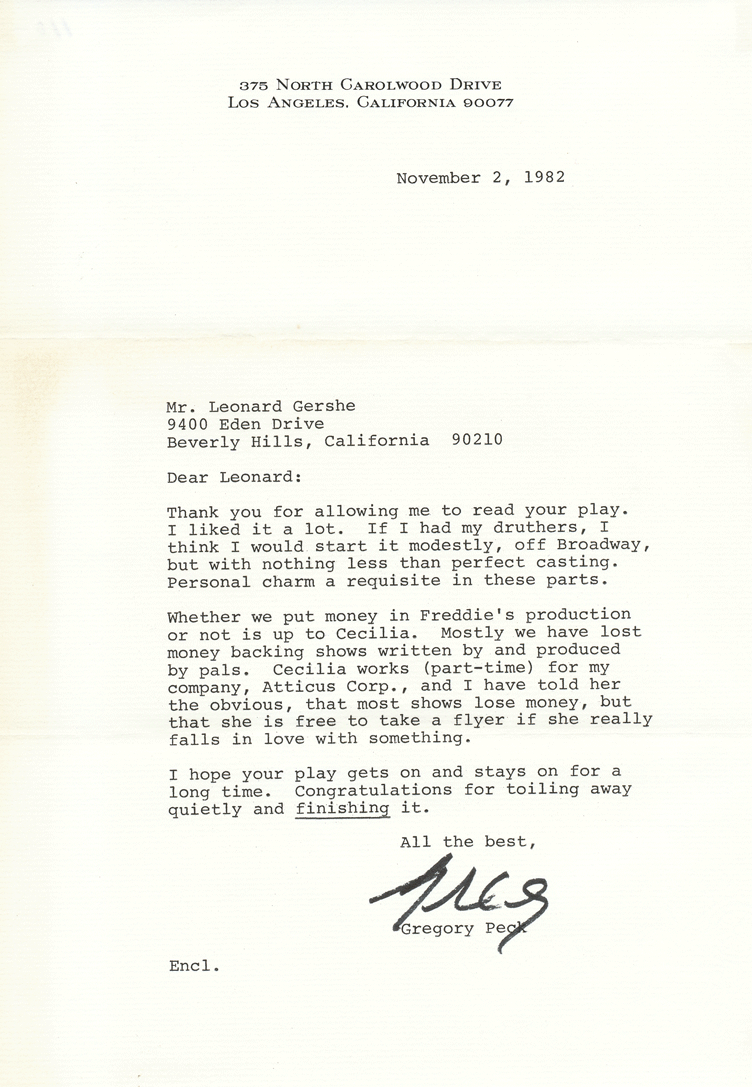 375 North Carolwood Drive
Los Angeles, California 90077
November 2, 1982
Mr. Leonard Gershe
9400 Eden Drive
Beverly Hills, California  90210
Dear Leonard:
Thank you for allowing me to read your play.
I liked it a lot.  If I had my druthers, I
think I would start it modestly, off Broadway,
but with nothing less than perfect casting.
Personal charm a requisite in these parts.
Whether we put money in Freddie's production
or not is up to Cecilia.  Mostly we have lost
money backing shows written by and produced
by pals.  Cecilia works (part-time) for my
company, Atticus Corp., and I have told her
the obvious, that most shows lose money, but
that she is free to take a flyer if she really
falls in love with something.
I hope your play gets on and stays on for a
long time.  Congratulations for toiling away
quietly and finishing it.
All the best,
Gregory Peck
Encl.